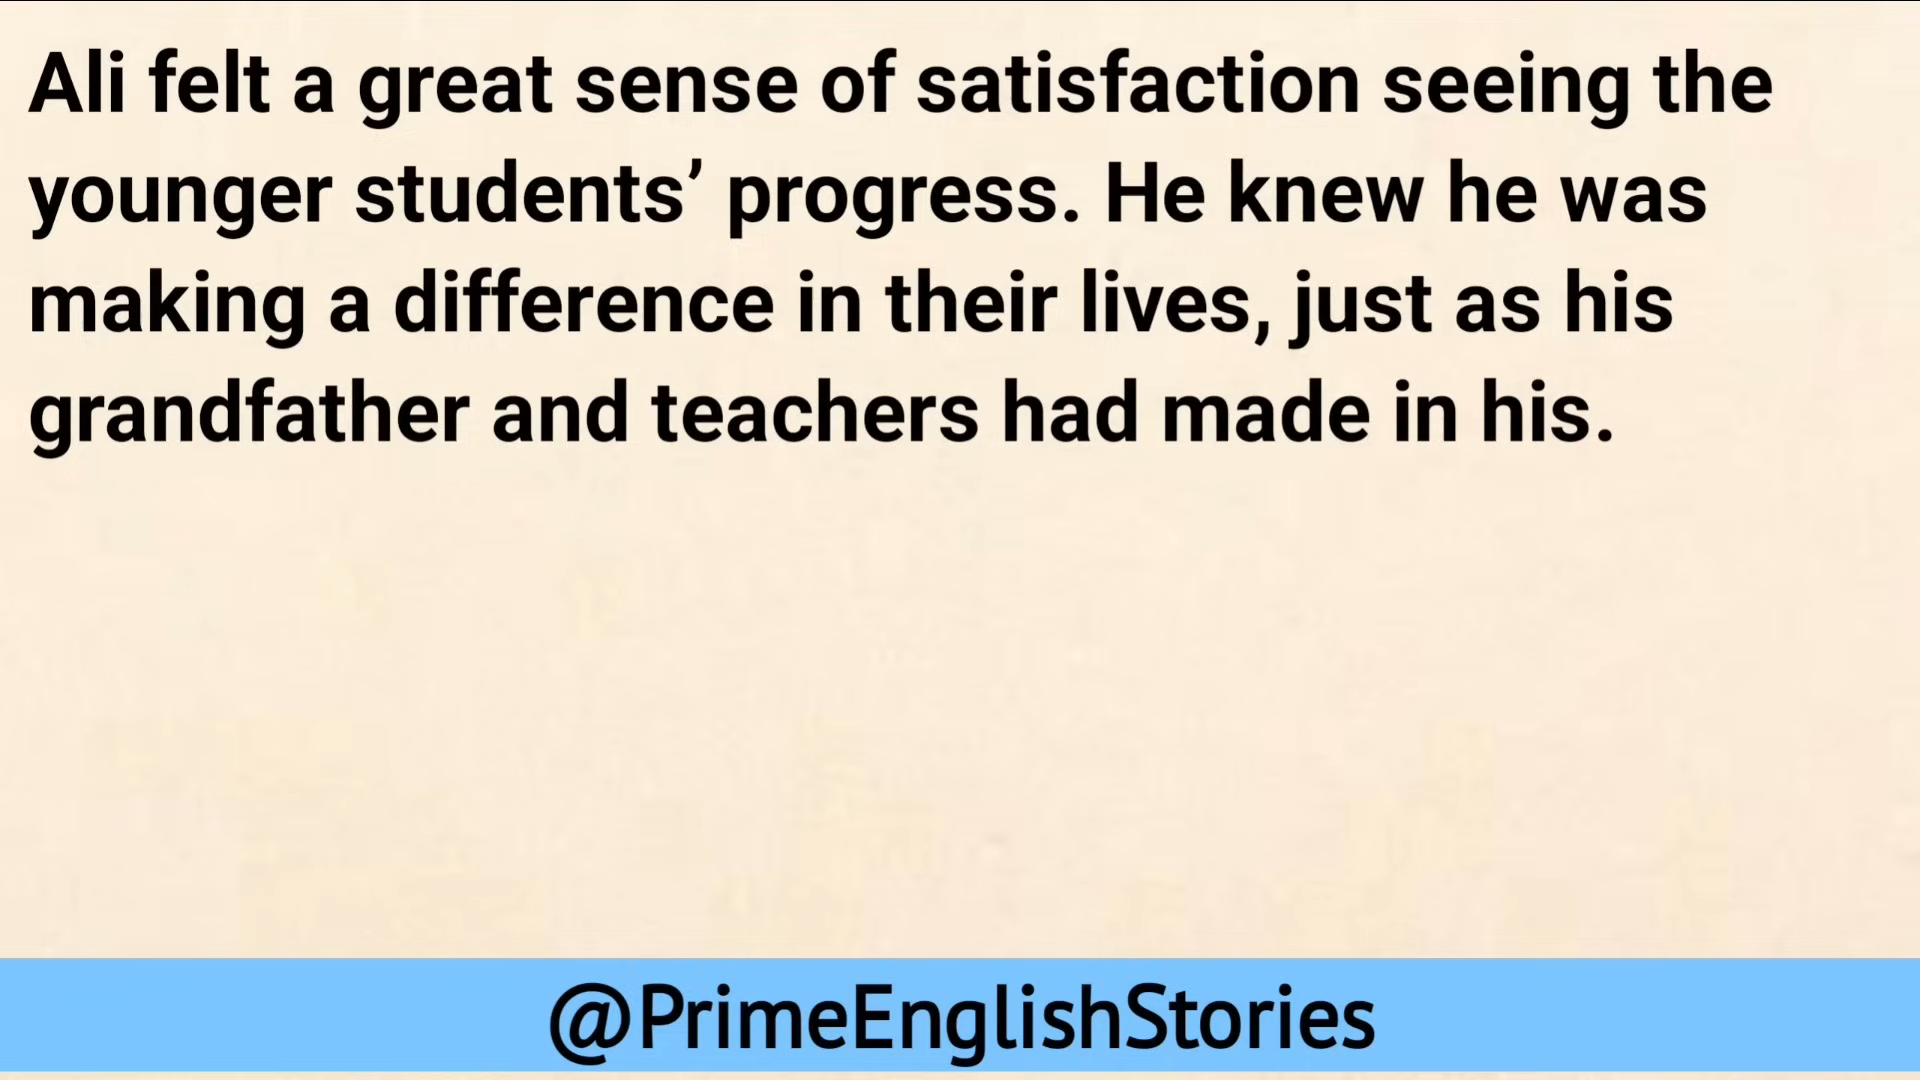 Ali felt a great sense of satisfaction seeing the
younger students’ progress. He knew he was
making a difference in their lives, just as his
grandfather and teachers had made in his.
@PrimeEnglishStories